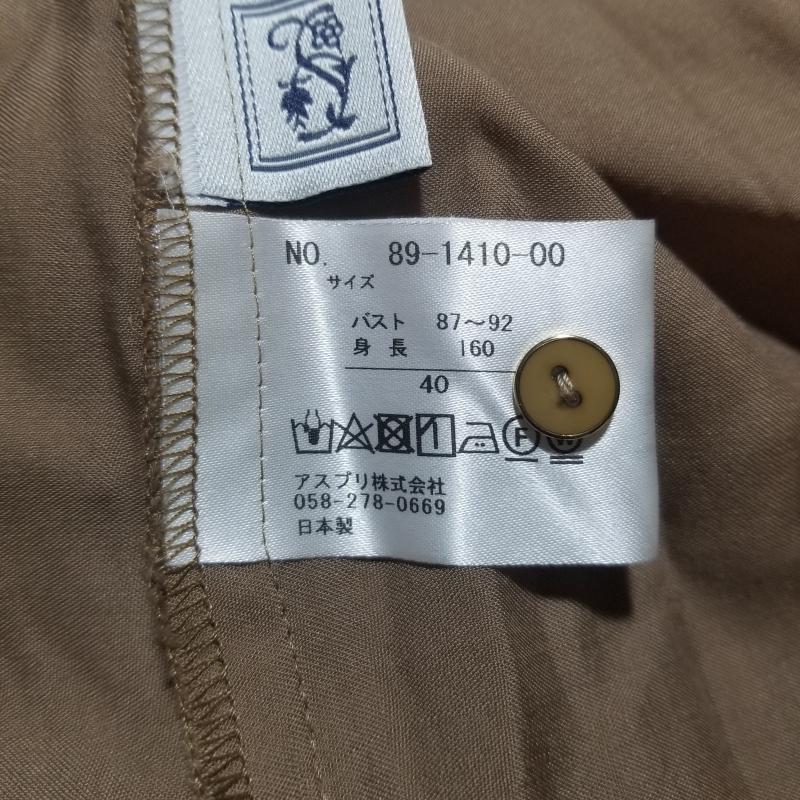 NO. 89-1410-00
サイズ
バスト 87～92
身長 160
40
F
アスプリ株式会社
058-278-0669
日本製